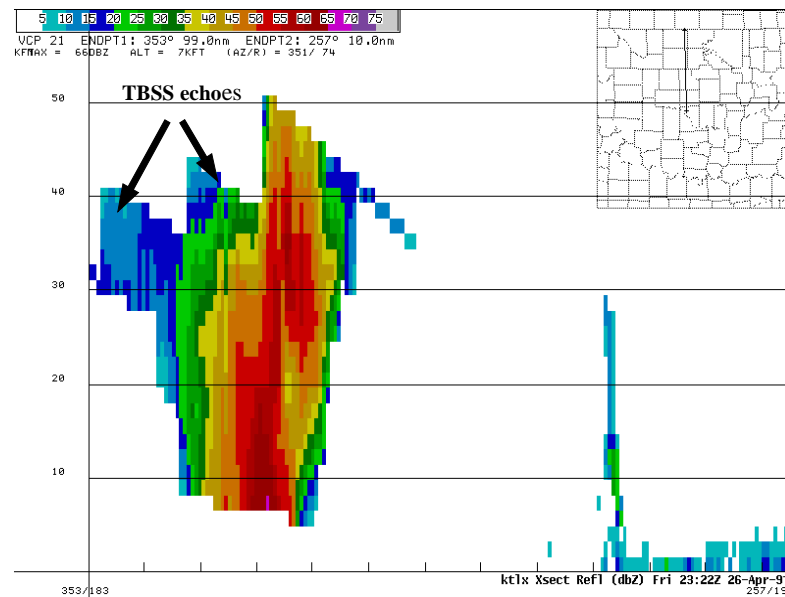 5 10 15 20 25 30 35 40 45 50 55 60 65 70 75
VCP 21 ENDPT1: 353° 99.0nm ENDPT2: 257° 10.0nm
MAX = 66DBZ ALT = 7KFT (AZ/R) = 351/ 74
TBSS echoes
50
40
30
20
10
ktlx Xsect Refl (dbZ) Fri 23:22Z 26-Apr-9
353/183
257/19